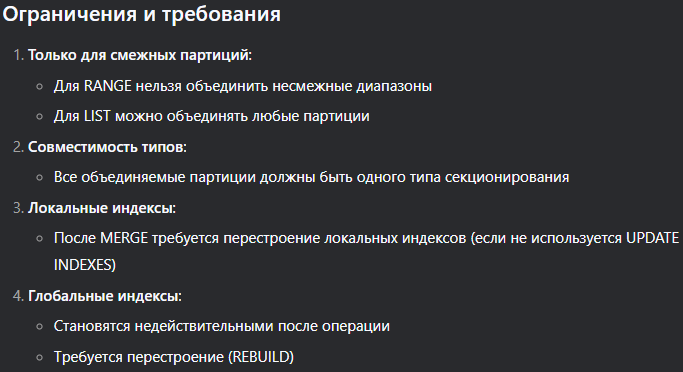 Ограничения и требования
1. Только для смежных партиций:
Для RANGE нельзя объединить несмежные диапазоны
Для LIST можно объединять любые партиции
2. Совместимость типов:
Все объединяемые партиции должны быть одного типа секционирования
3. Локальные индексы:
После MERGE требуется перестроение локальных индексов (если не используется UPDATE
INDEXES)
4. Глобальные индексы:
Становятся недействительными после операции
Требуется перестроение (REBUILD)